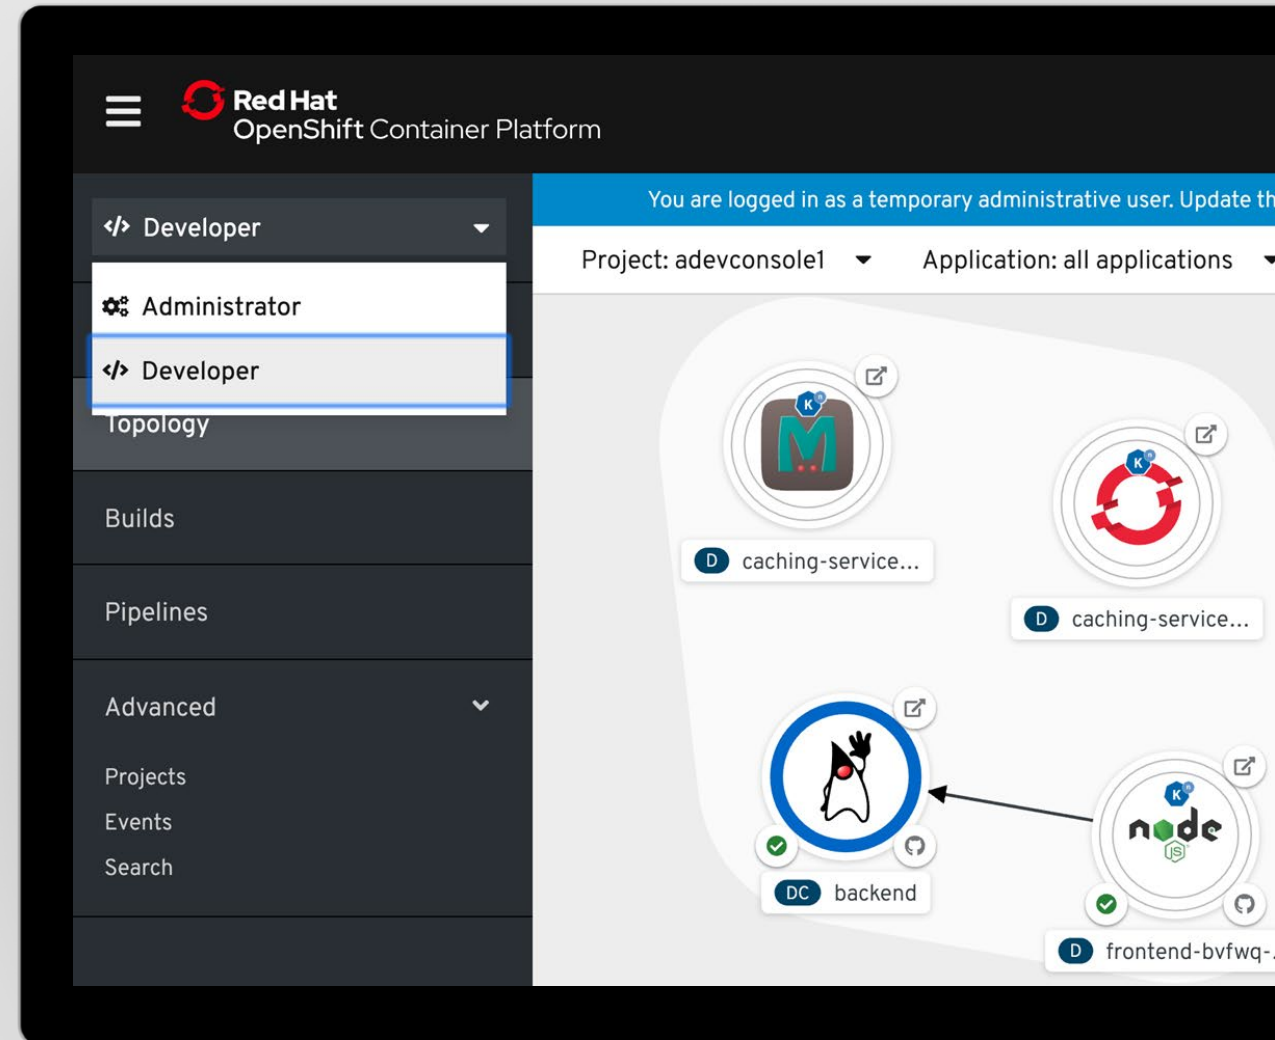 Red Hat
OpenShift Container Platform
Developer
You are logged in as a temporary administrative user. Update th
Project: adevconsole1
Application: all applications
Administrator
Developer
Topology
Builds
Pipelines
Advanced
Projects
Events
Search
K
M
D caching-service...
K
D caching-service...
DC backend
K
node
JS
D frontend-bvfwq-.